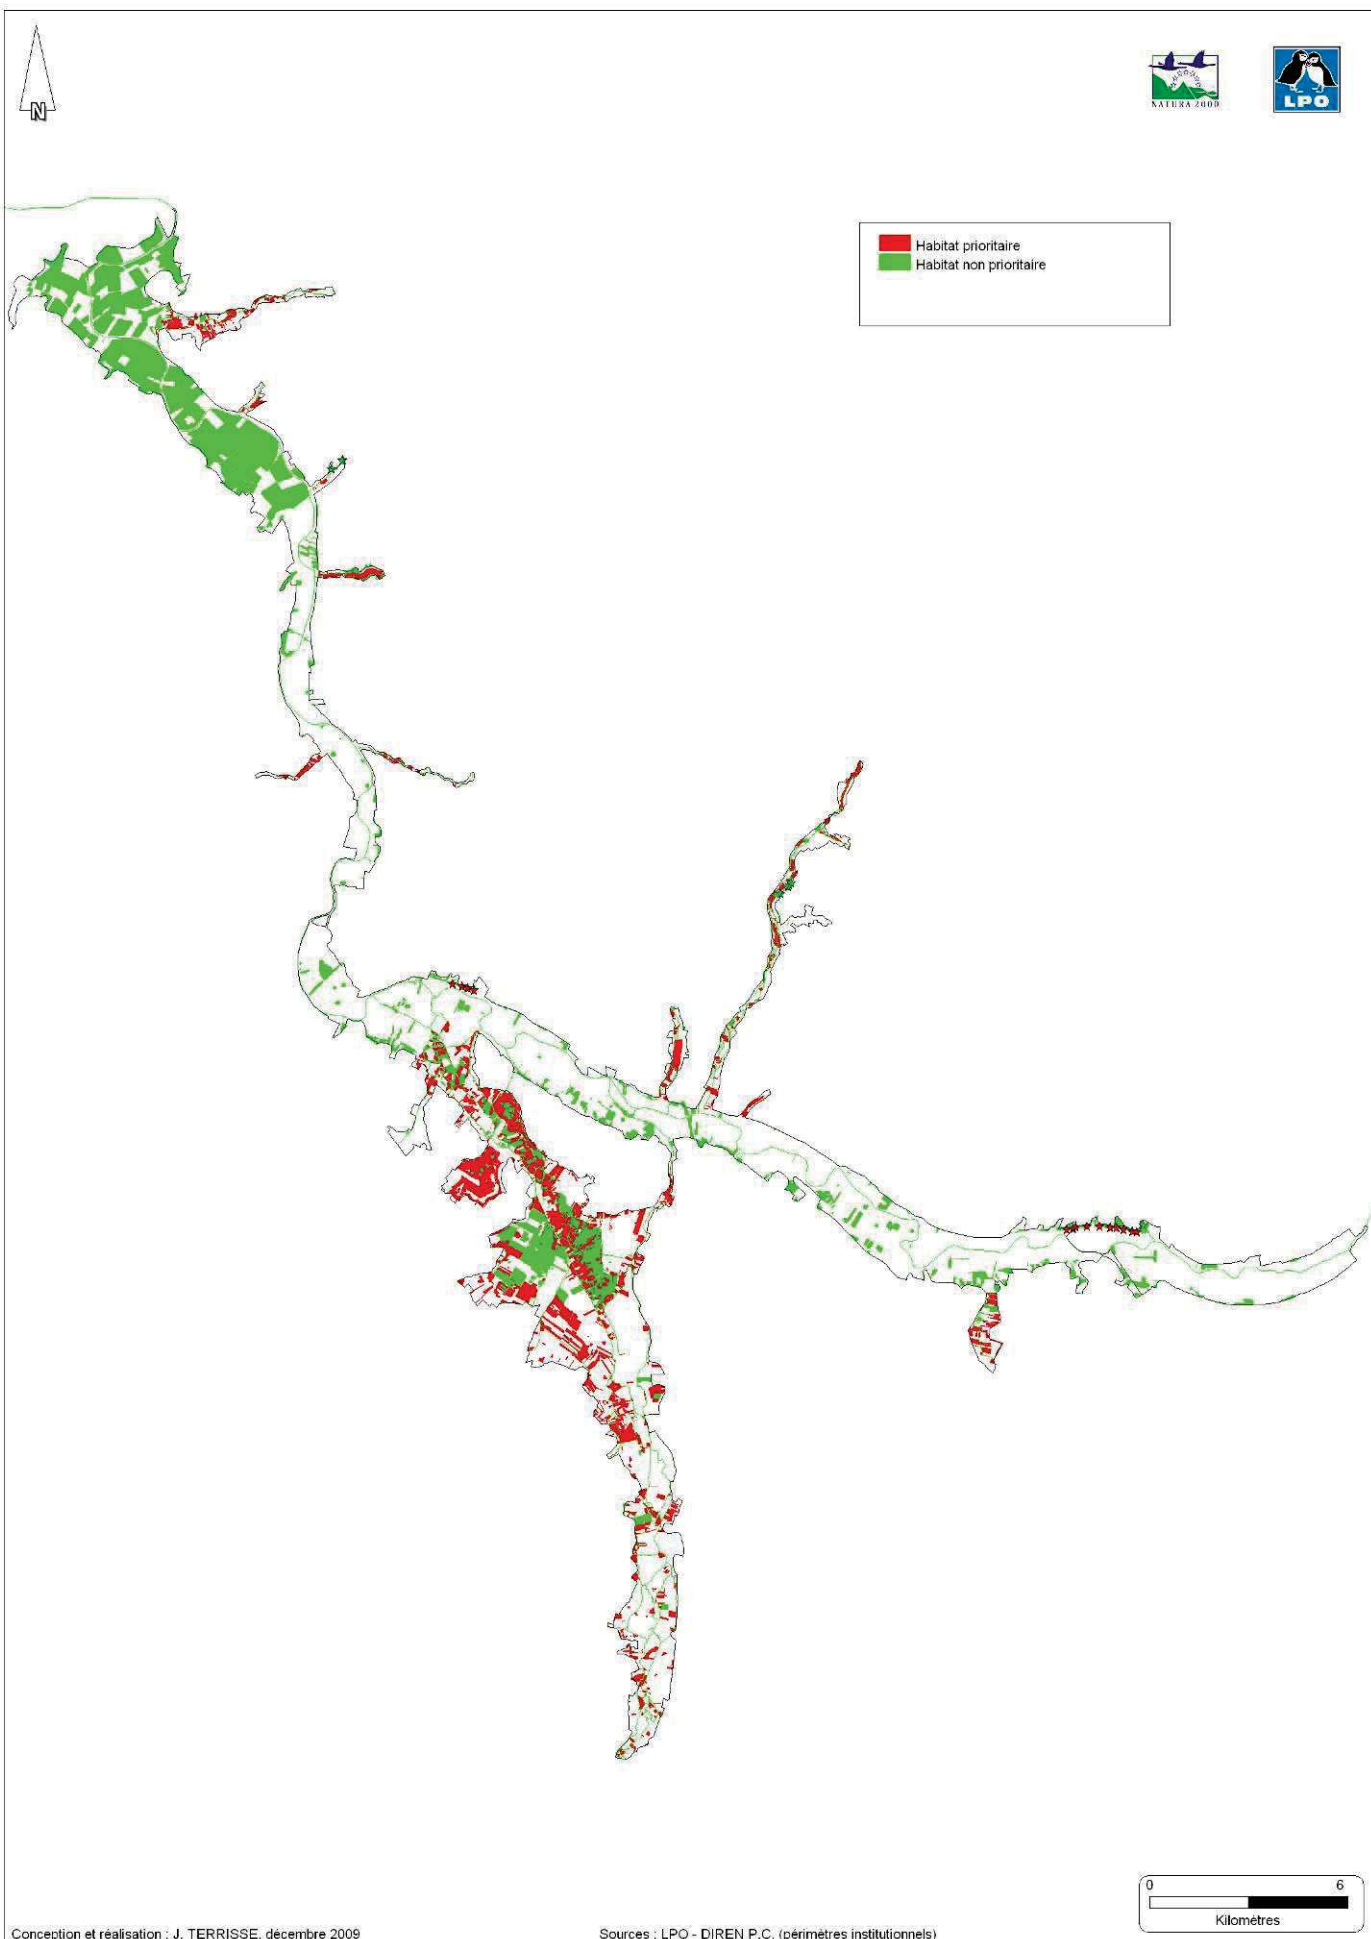 N
NATURA 2000
LPO
Habitat prioritaire
Habitat non prioritaire
0 6
Kilomètres
Conception et réalisation : J. TERRISSE, décembre 2009
Sources : LPO - DIREN P.C. (périmètres institutionnels)